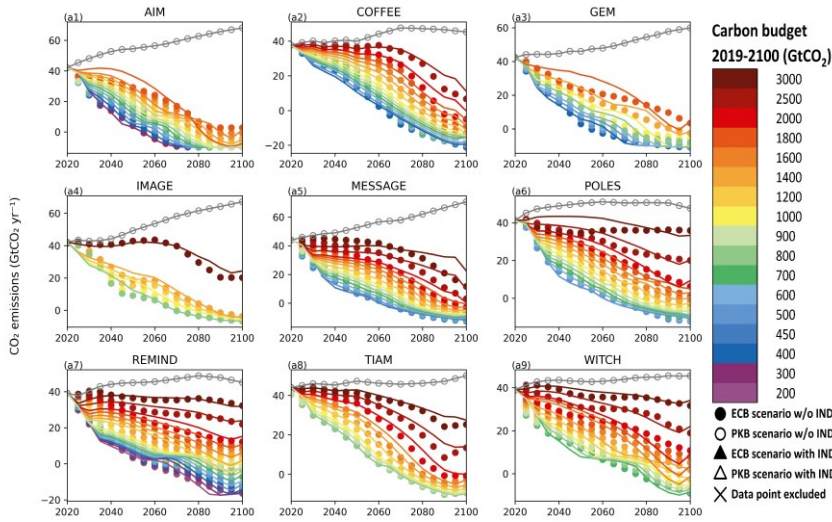 AIM
COFFEE
GEM
(a1)
(a2)
(a3)
60
40
20
0
60
40
20
0
−20
60
40
20
0
2020 2040 2060 2080 2100
2020 2040 2060 2080 2100
2020 2040 2060 2080 2100
IMAGE
MESSAGE
POLES
(a4)
(a5)
(a6)
60
40
20
0
60
40
20
0
60
40
20
0
2020 2040 2060 2080 2100
2020 2040 2060 2080 2100
2020 2040 2060 2080 2100
REMIND
TIAM
WITCH
(a7)
(a8)
(a9)
40
20
0
−20
40
20
0
40
20
0
2020 2040 2060 2080 2100
2020 2040 2060 2080 2100
2020 2040 2060 2080 2100
CO₂ emissions (GtCO₂ yr⁻¹)
Carbon budget
2019-2100 (GtCO₂)
3000
2500
2000
1800
1600
1400
1200
1000
900
800
700
600
500
450
400
300
200
ECB scenario w/o IND
PKB scenario w/o IND
ECB scenario with IND
PKB scenario with IND
Data point excluded